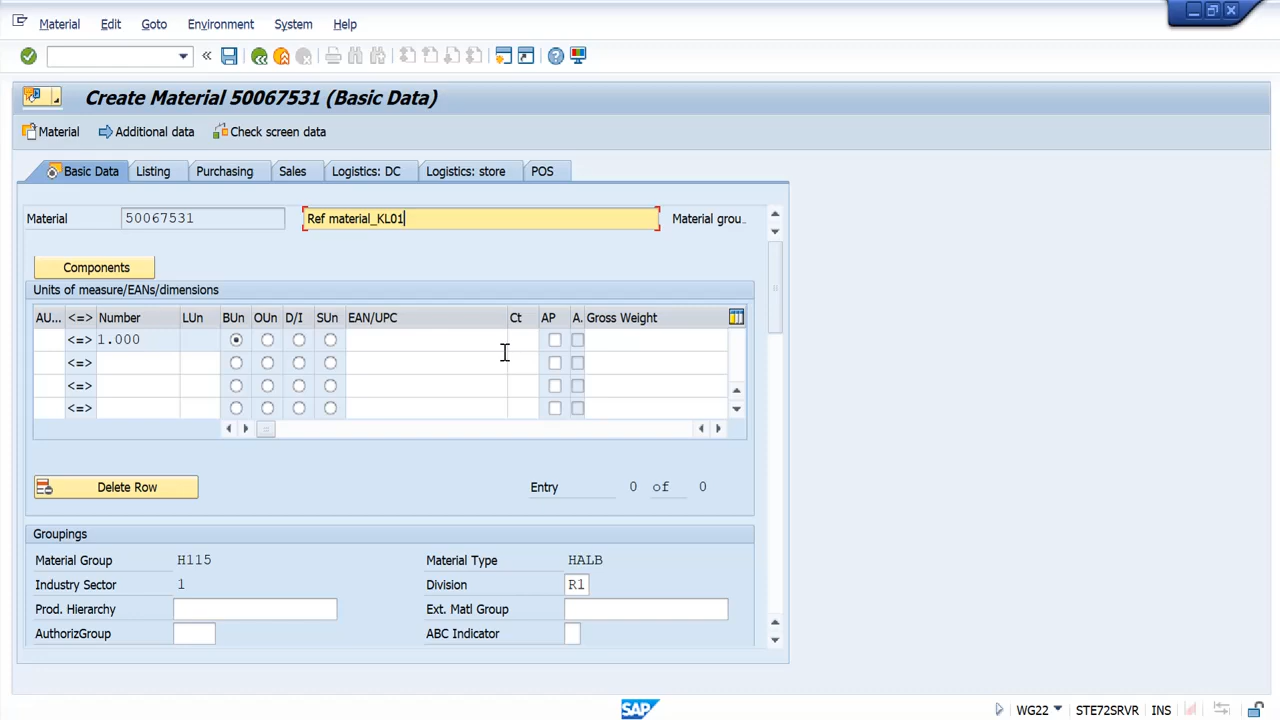 Material Edit Goto Environment System Help
Create Material 50067531 (Basic Data)
Material Additional data Check screen data
Basic Data Listing Purchasing Sales Logistics: DC Logistics: store POS
Material 50067531 Ref material_KL01 Material grou..
Components
Units of measure/EANs/dimensions
AU... <=> Number LUn BUn OUn D/I SUn EAN/UPC Ct AP A. Gross Weight
<=> 1.000
<=>
<=>
<=>
Delete Row Entry 0 of 0
Groupings
Material Group H115 Material Type HALB
Industry Sector 1 Division R1
Prod. Hierarchy Ext. Matl Group
AuthorizGroup ABC Indicator
SAP WG22 STE72SRVR INS